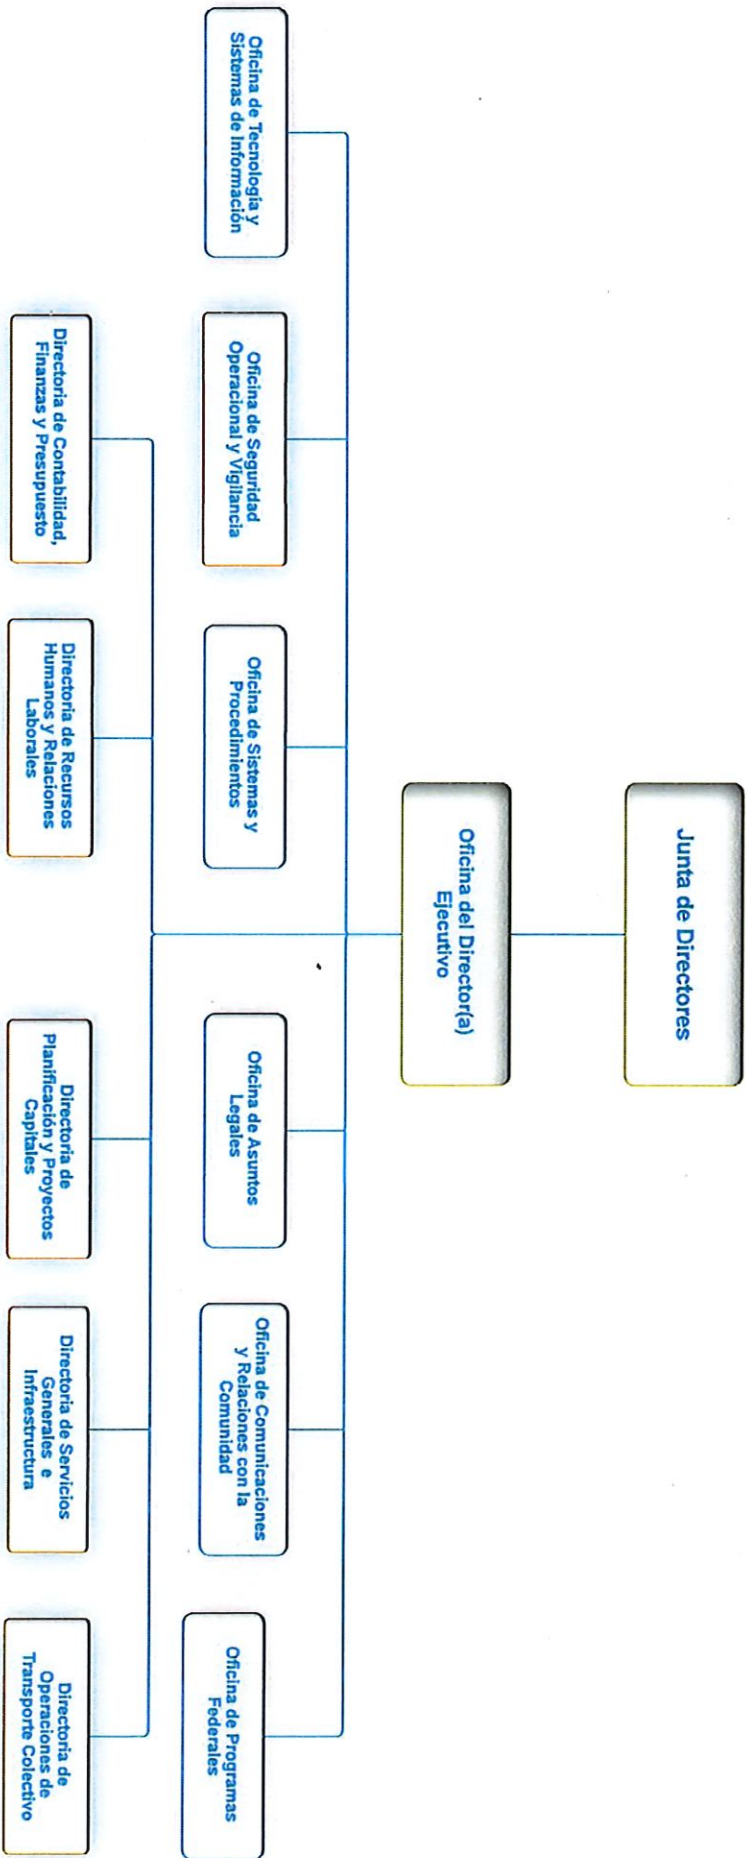 Junta de Directores
Oficina del Director(a)
Ejecutivo
Oficina de Tecnología y
Sistemas de Información
Oficina de Seguridad
Operacional y Vigilancia
Oficina de Sistemas y
Procedimientos
Oficina de Asuntos
Legales
Oficina de Comunicaciones
y Relaciones con la
Comunidad
Oficina de Programas
Federales
Directoria de Contabilidad,
Finanzas y Presupuesto
Directoria de Recursos
Humanos y Relaciones
Laborales
Directoria de
Planificación y Proyectos
Capitales
Directoria de Servicios
Generales e
Infraestructura
Directoria de
Operaciones de
Transporte Colectivo